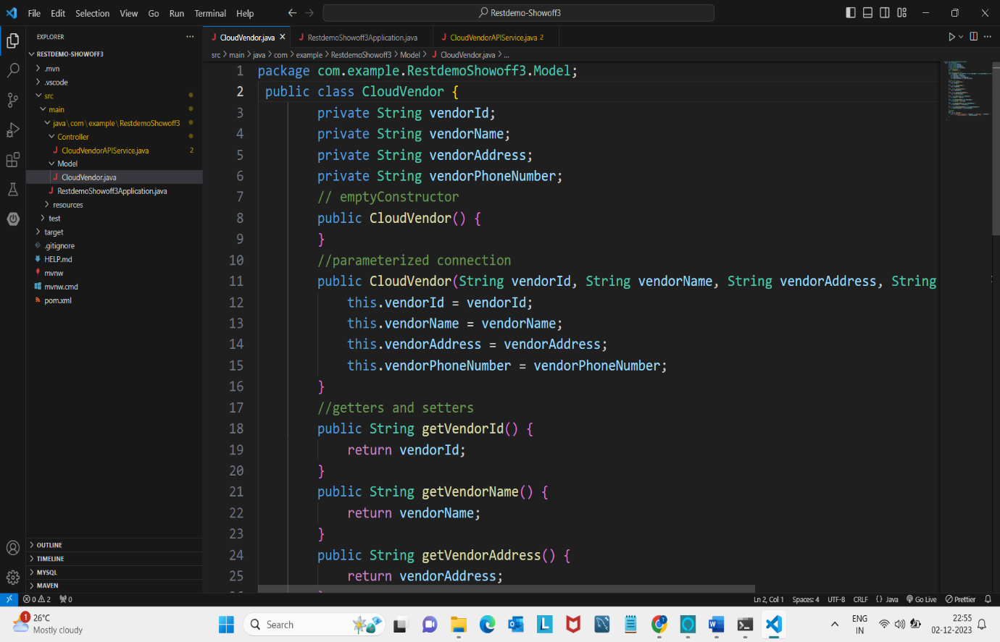 File Edit Selection View Go Run Terminal Help
Restdemo-Showoff3
EXPLORER
CloudVendor.java
RestdemoShowoff3Application.java
CloudVendorAPIService.java 2
src > main > java > com > example > RestdemoShowoff3 > Model > CloudVendor.java > ...
RESTDEMO-SHOWOFF3
.mvn
.vscode
src
main
java \ com \ example \ RestdemoShowoff3
Controller
CloudVendorAPIService.java 2
Model
CloudVendor.java
RestdemoShowoff3Application.java
resources
test
target
.gitignore
HELP.md
mvnw
mvnw.cmd
pom.xml
OUTLINE
TIMELINE
MYSQL
MAVEN
1 package com.example.RestdemoShowoff3.Model;
2 public class CloudVendor {
3 private String vendorId;
4 private String vendorName;
5 private String vendorAddress;
6 private String vendorPhoneNumber;
7 // emptyConstructor
8 public CloudVendor() {
9 }
10 //parameterized connection
11 public CloudVendor(String vendorId, String vendorName, String vendorAddress, String
12 this.vendorId = vendorId;
13 this.vendorName = vendorName;
14 this.vendorAddress = vendorAddress;
15 this.vendorPhoneNumber = vendorPhoneNumber;
16 }
17 //getters and setters
18 public String getVendorId() {
19 return vendorId;
20 }
21 public String getVendorName() {
22 return vendorName;
23 }
24 public String getVendorAddress() {
25 return vendorAddress;
0 2 0
Ln 2, Col 1 Spaces: 4 UTF-8 CRLF {} Java Go Live Prettier
1
26°C
Mostly cloudy
Search
L
W
ENG
IN
22:55
02-12-2023